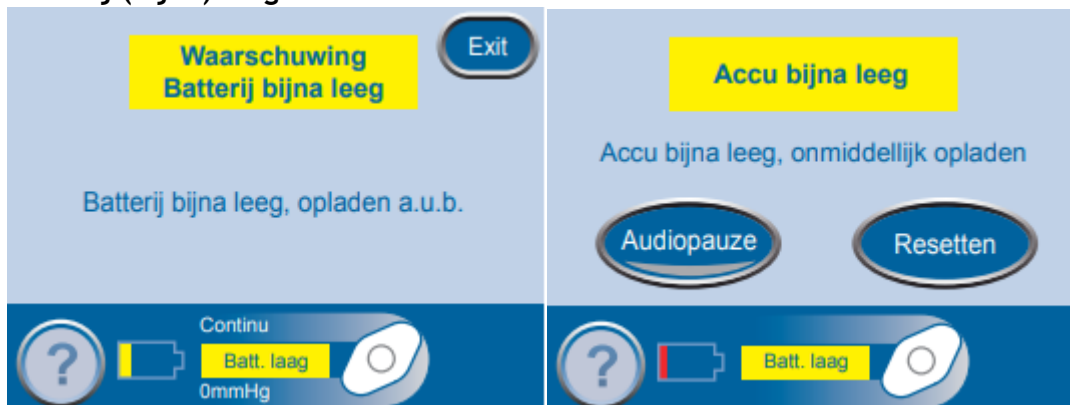 Waarschuwing
Batterij bijna leeg
Exit
Batterij bijna leeg, opladen a.u.b.
?
Continu
Batt. laag
0mmHg
Accu bijna leeg
Accu bijna leeg, onmiddellijk opladen
Audiopauze
Resetten
?
Batt. laag